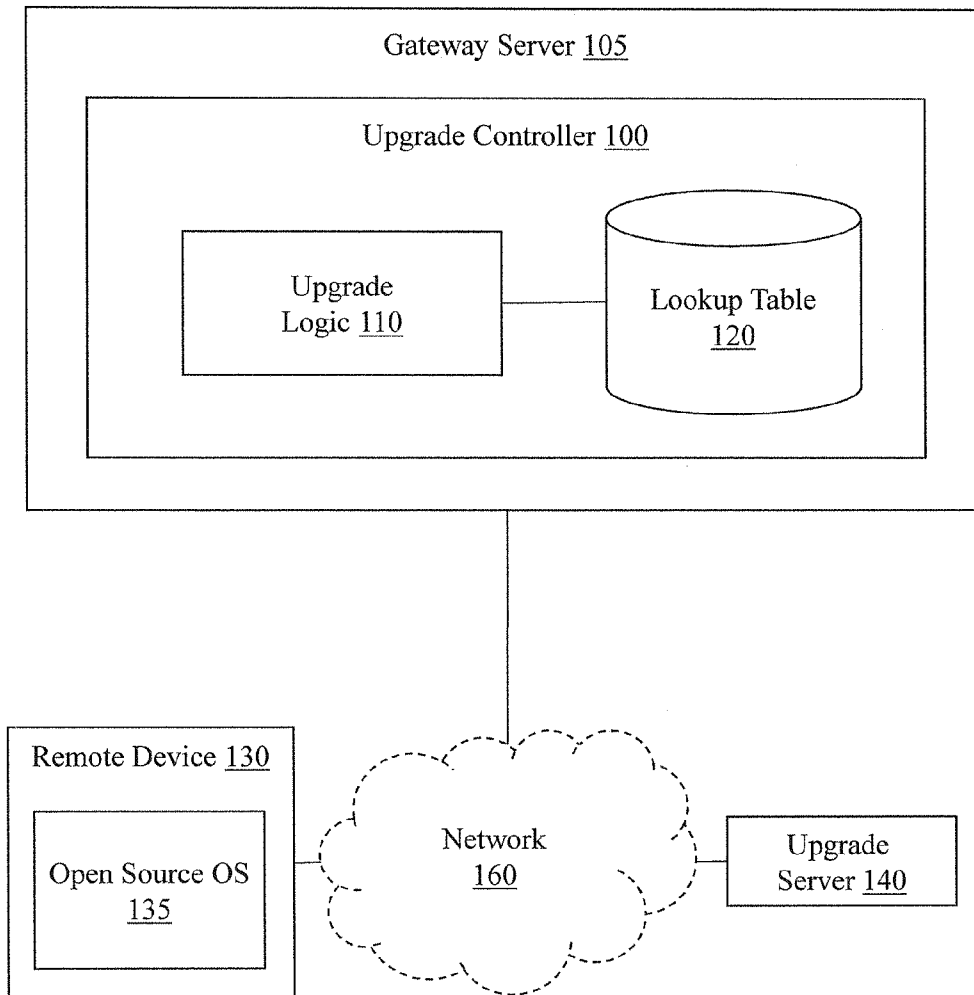 Gateway Server 105
Upgrade Controller 100
Upgrade
Logic 110
Lookup Table
120
Remote Device 130
Open Source OS
135
Network
160
Upgrade
Server 140